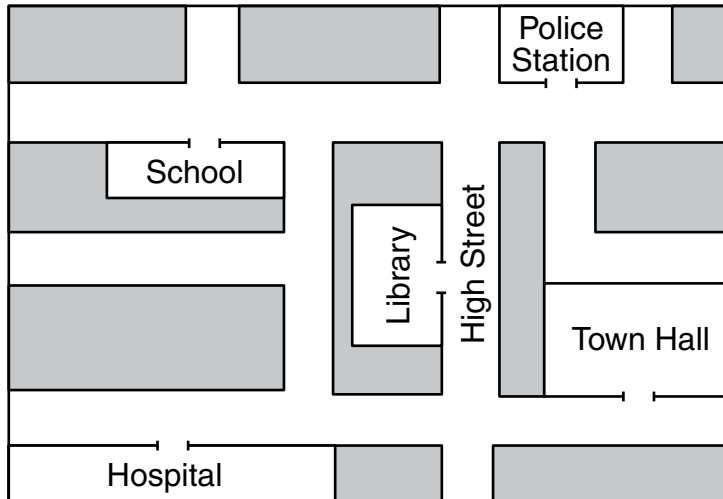 Police
Station
School
Library
High Street
Town Hall
Hospital